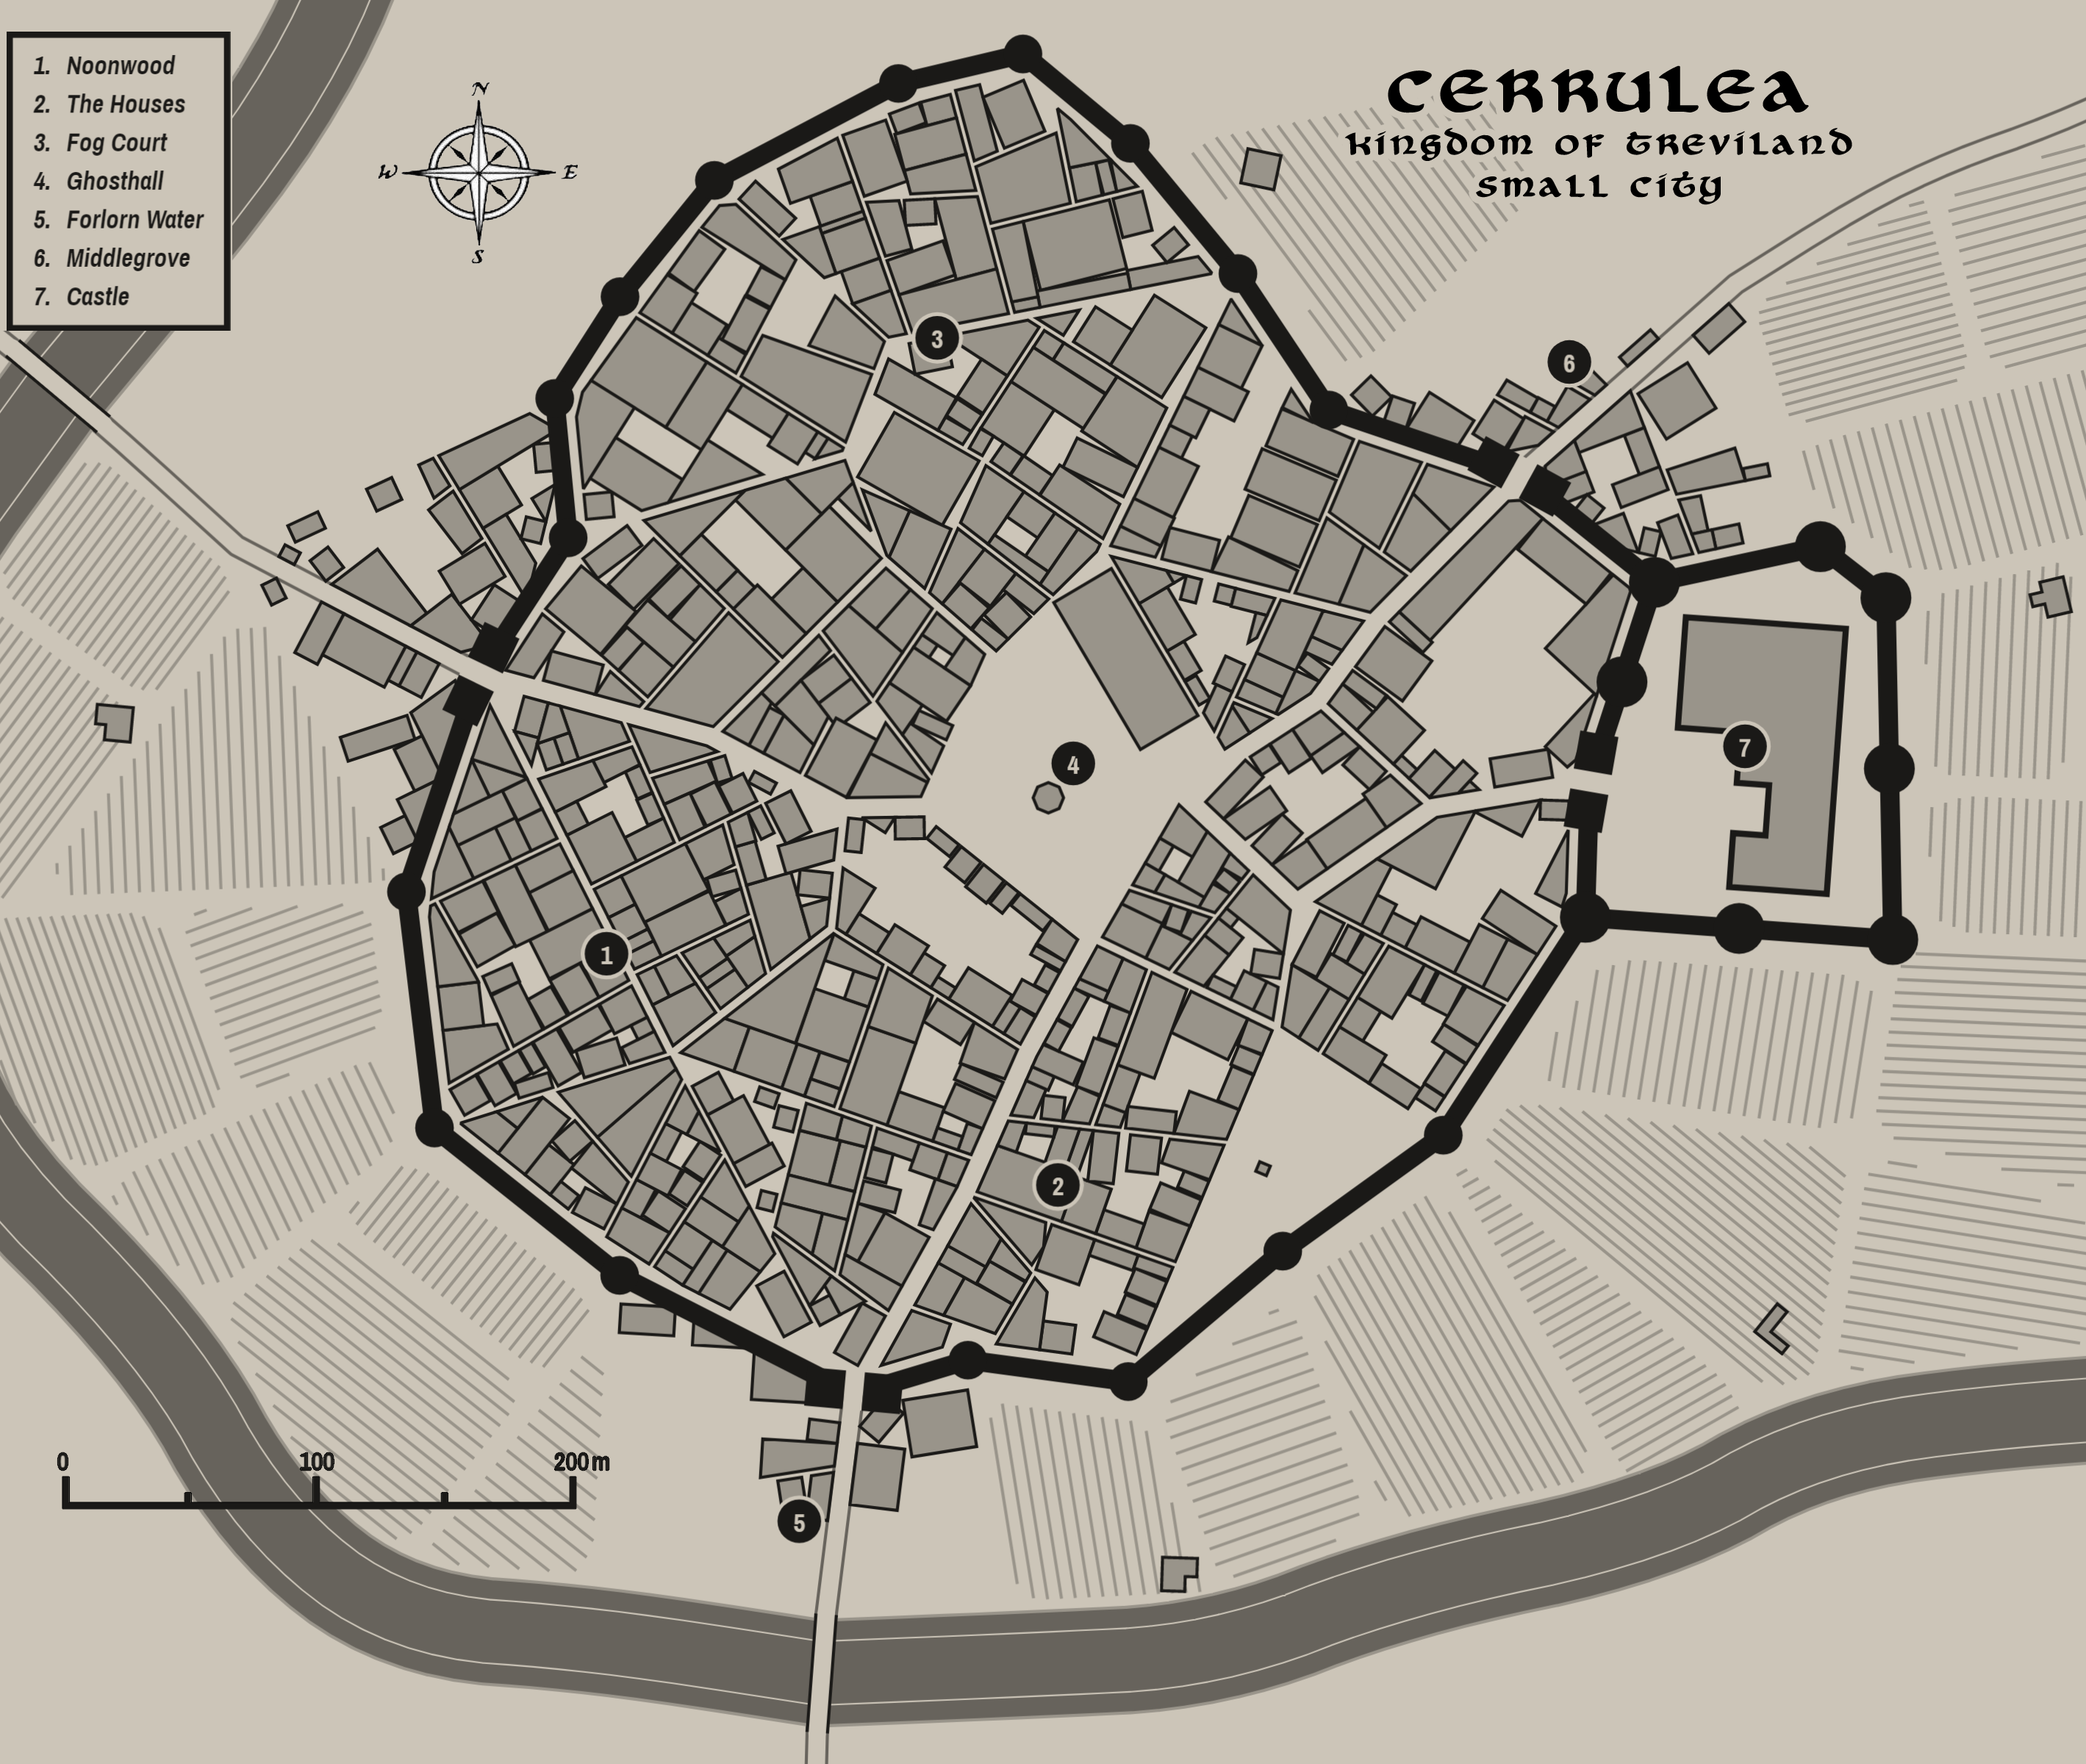 1. Noonwood
2. The Houses
3. Fog Court
4. Ghosthall
5. Forlorn Water
6. Middlegrove
7. Castle
N
W E
S
CERRULEA
KINGDOM OF TREVILAND
SMALL CITY
3
6
7
4
1
2
5
0 100 200m